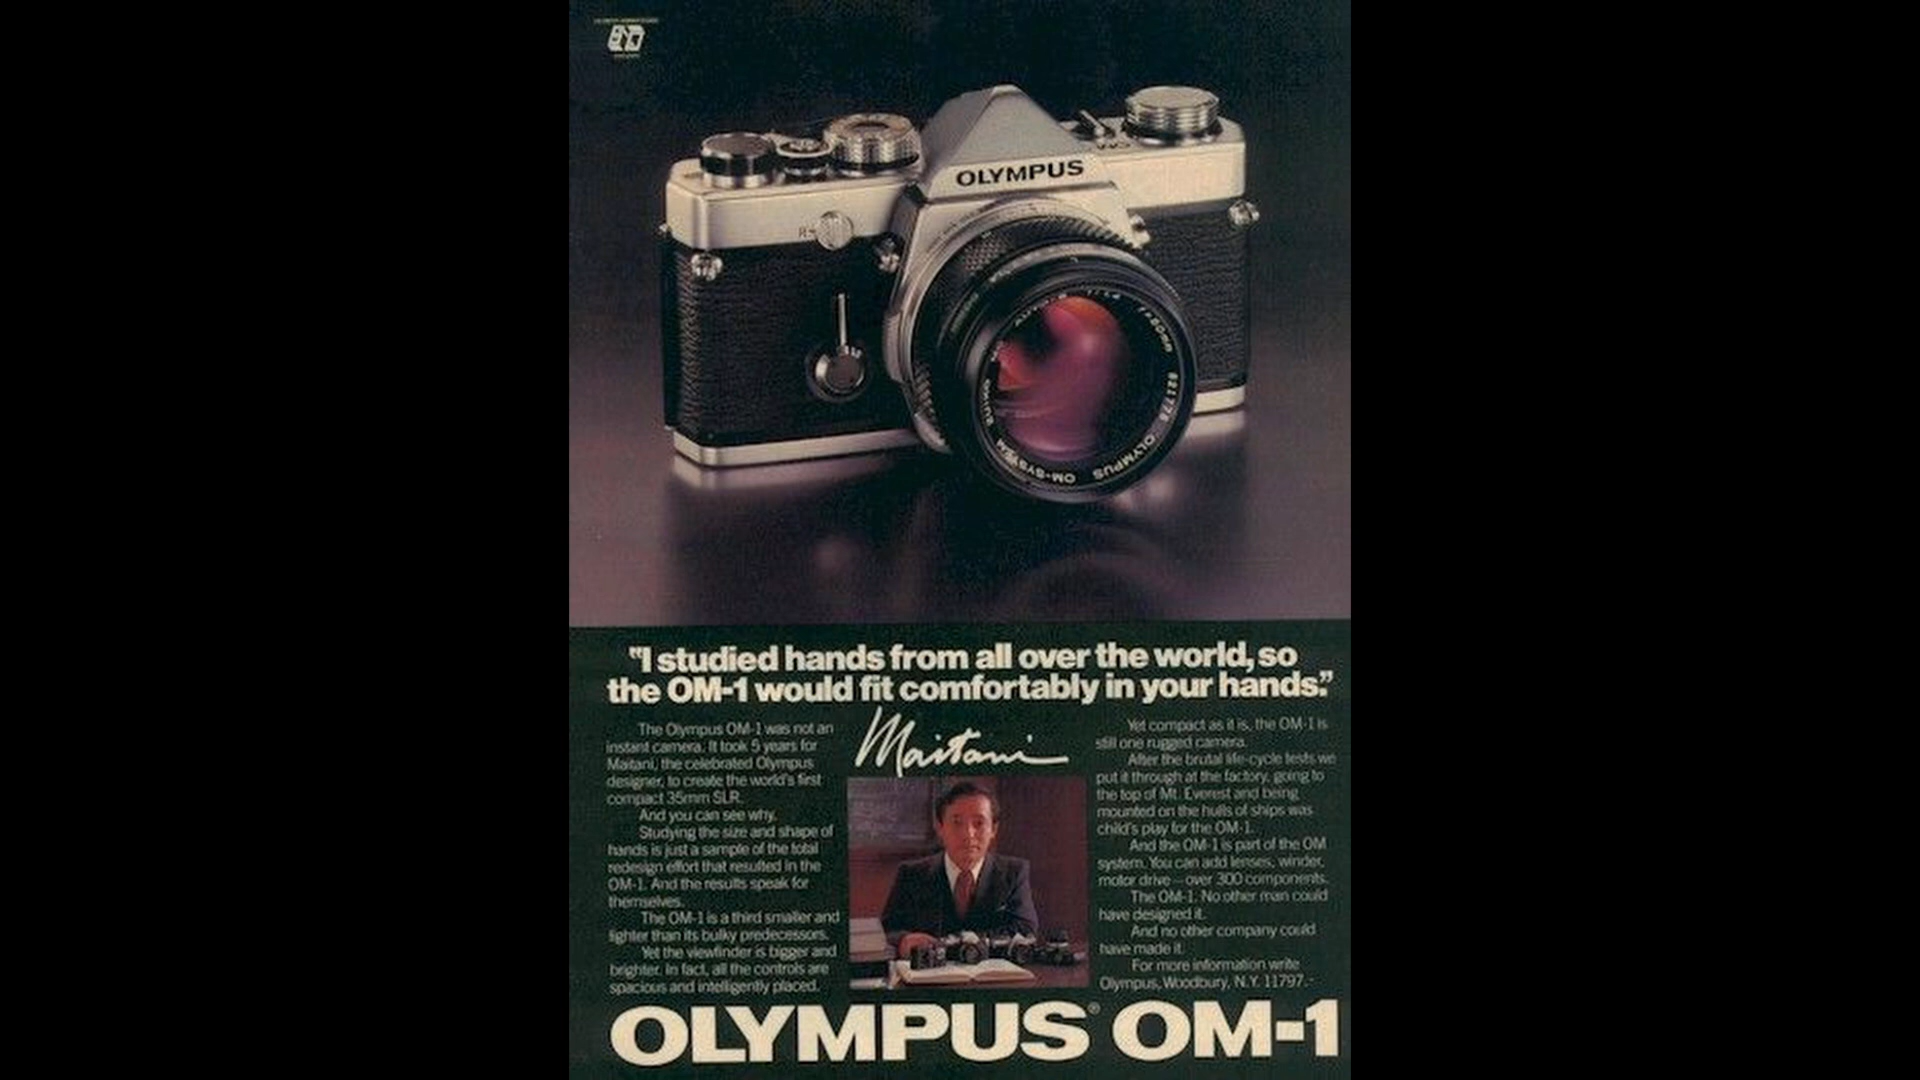 OLYMPUS
R
f=50mm
821776 OLYMPUS OM-SYSTEM
"I studied hands from all over the world, so
the OM-1 would fit comfortably in your hands."
Maitani
The Olympus OM-1 was not an
instant camera. It took 5 years for
Maitani, the celebrated Olympus
designer, to create the world's first
compact 35mm SLR.
And you can see why.
Studying the size and shape of
hands is just a sample of the total
redesign effort that resulted in the
OM-1. And the results speak for
themselves.
The OM-1 is a third smaller and
lighter than its bulky predecessors.
Yet the viewfinder is bigger and
brighter. In fact, all the controls are
spacious and intelligently placed.
Yet compact as it is, the OM-1 is
still one rugged camera.
After the brutal life-cycle tests we
put it through at the factory, going to
the top of Mt. Everest and being
mounted on the hulls of ships was
child's play for the OM-1.
And the OM-1 is part of the OM
system. You can add lenses, winder,
motor drive—over 300 components.
The OM-1. No other man could
have designed it.
And no other company could
have made it.
For more information write
Olympus, Woodbury, N.Y. 11797.
OLYMPUS® OM-1